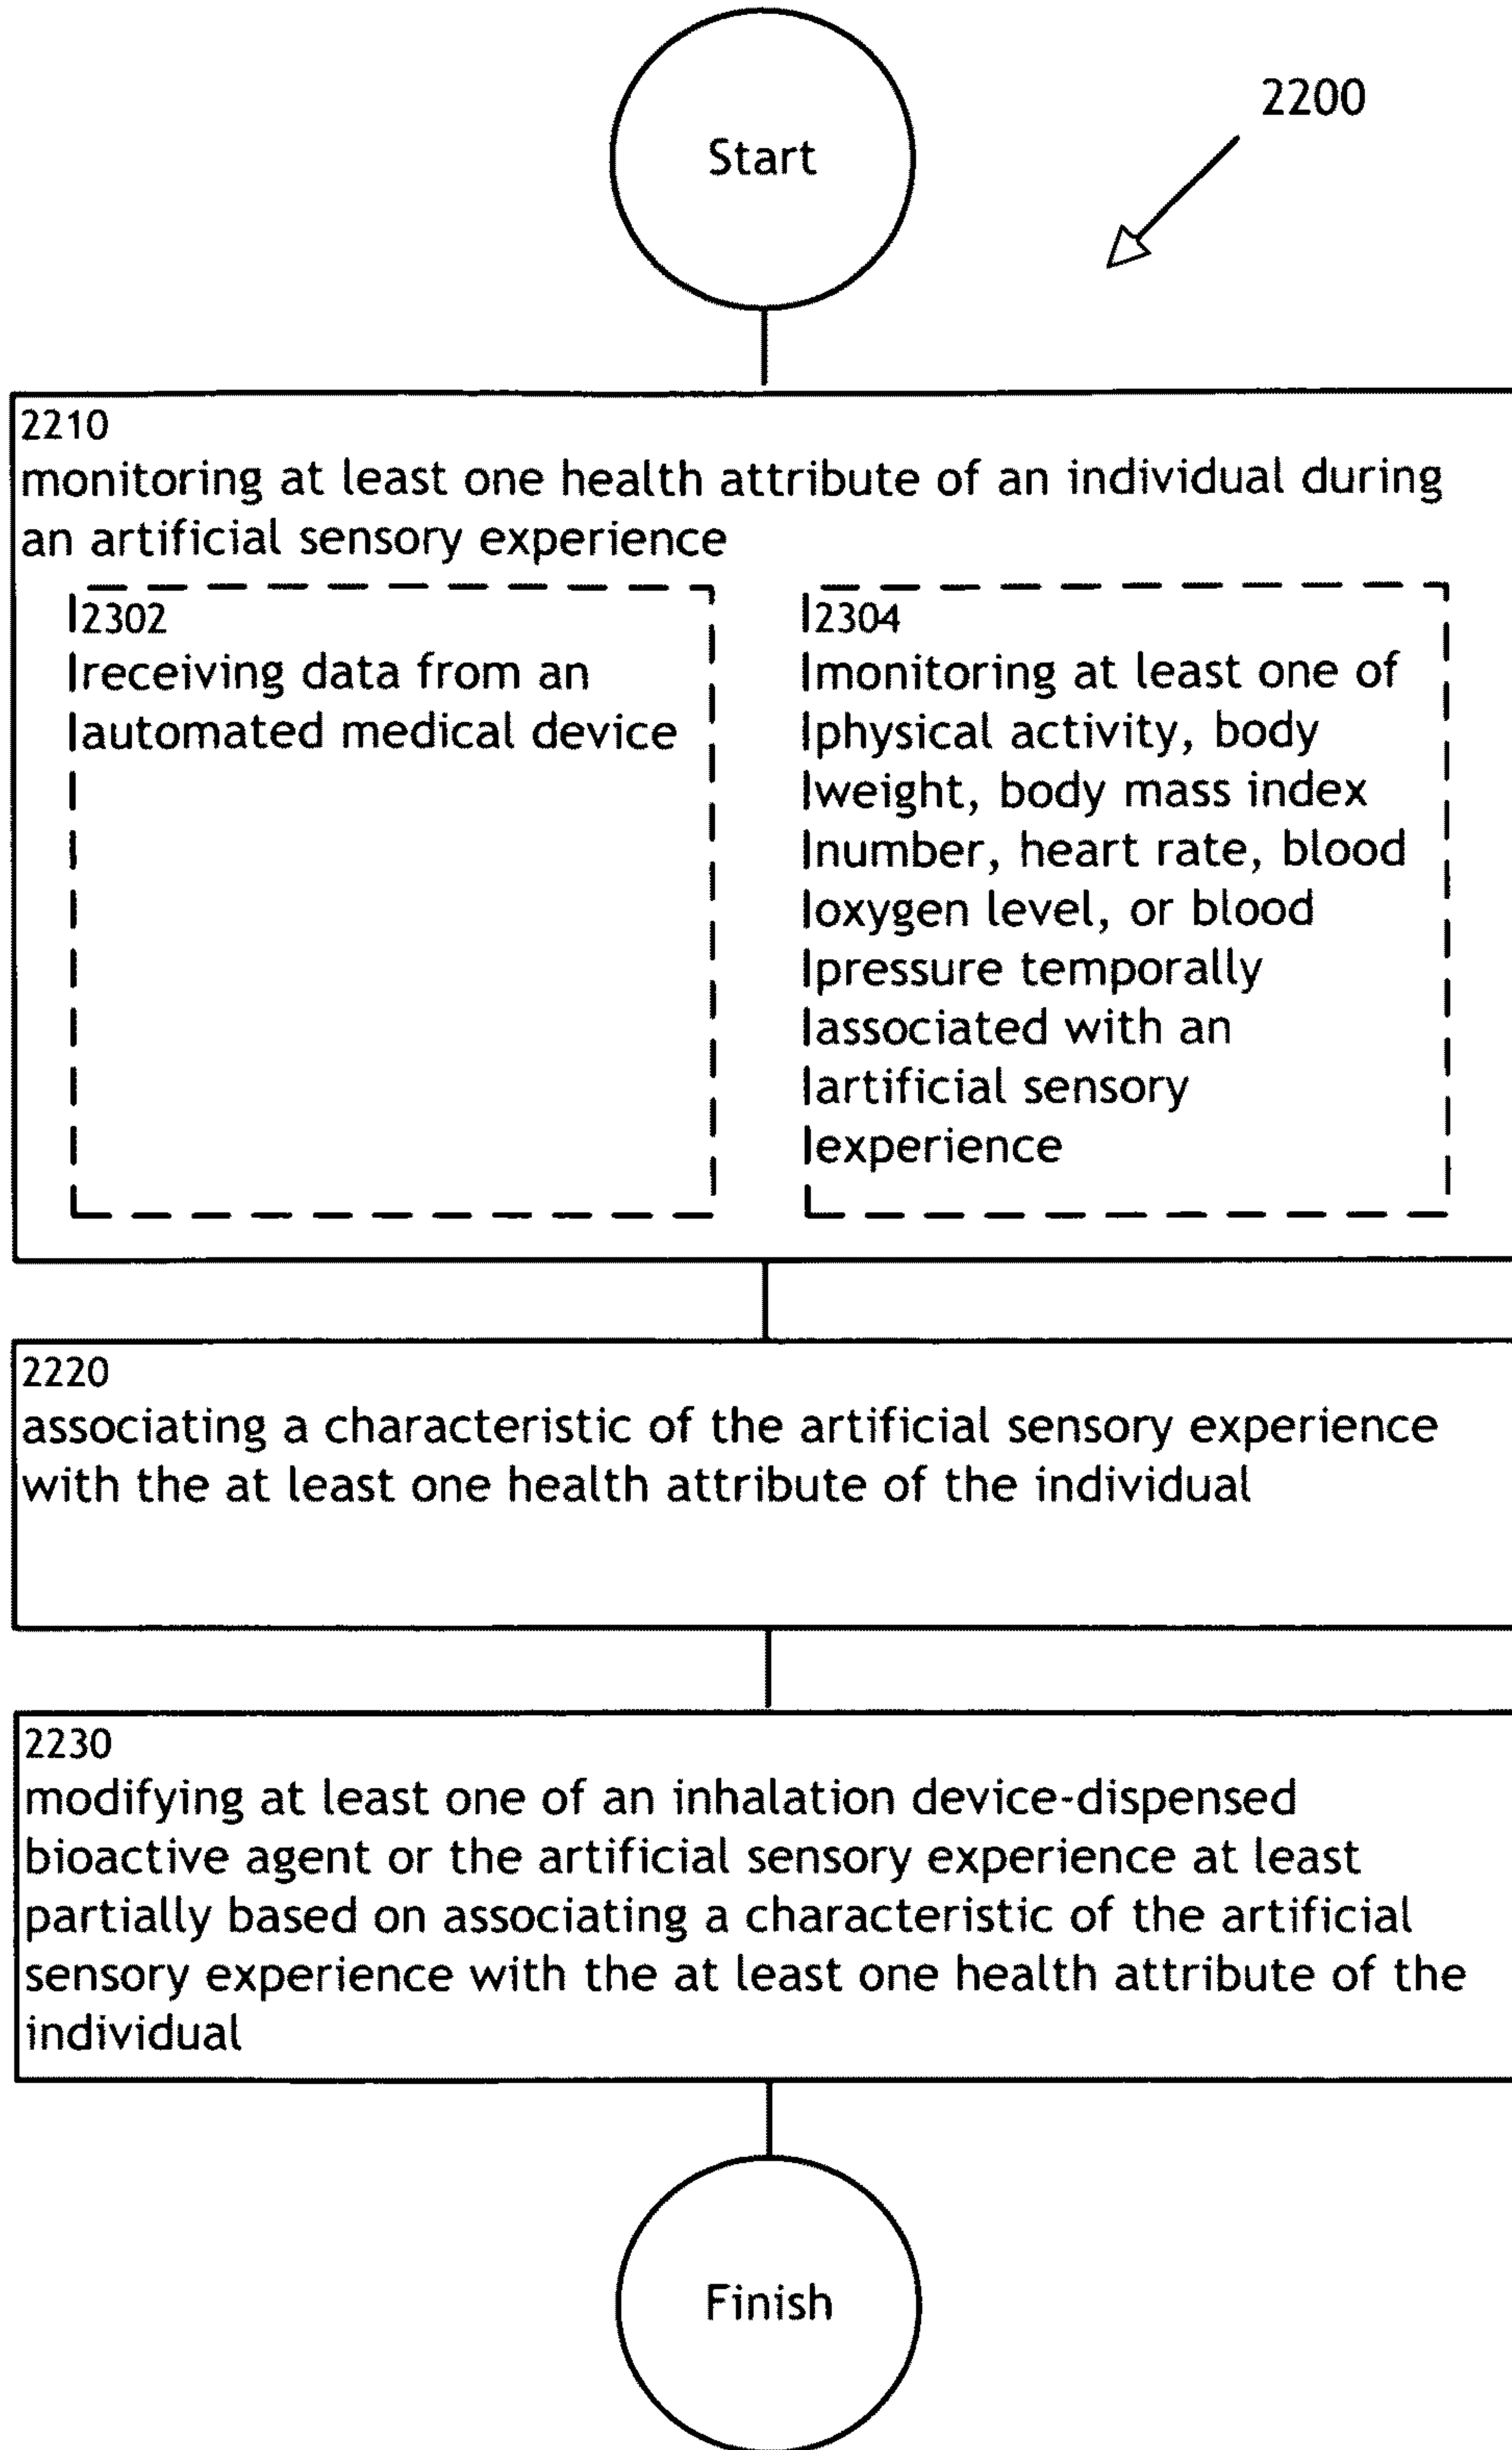 Start
2200
2210
monitoring at least one health attribute of an individual during
an artificial sensory experience
2302
receiving data from an
automated medical device
2304
monitoring at least one of
physical activity, body
weight, body mass index
number, heart rate, blood
oxygen level, or blood
pressure temporally
associated with an
artificial sensory
experience
2220
associating a characteristic of the artificial sensory experience
with the at least one health attribute of the individual
2230
modifying at least one of an inhalation device-dispensed
bioactive agent or the artificial sensory experience at least
partially based on associating a characteristic of the artificial
sensory experience with the at least one health attribute of the
individual
Finish